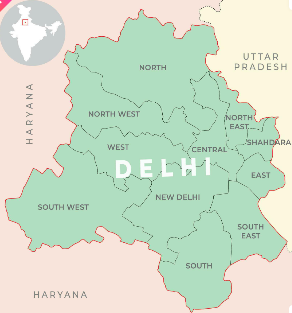 UTTAR
PRADESH
NORTH
HARYANA
NORTH WEST
NORTH
EAST
SHAHDARA
WEST
CENTRAL
DELHI
EAST
NEW DELHI
SOUTH WEST
SOUTH
EAST
SOUTH
HARYANA